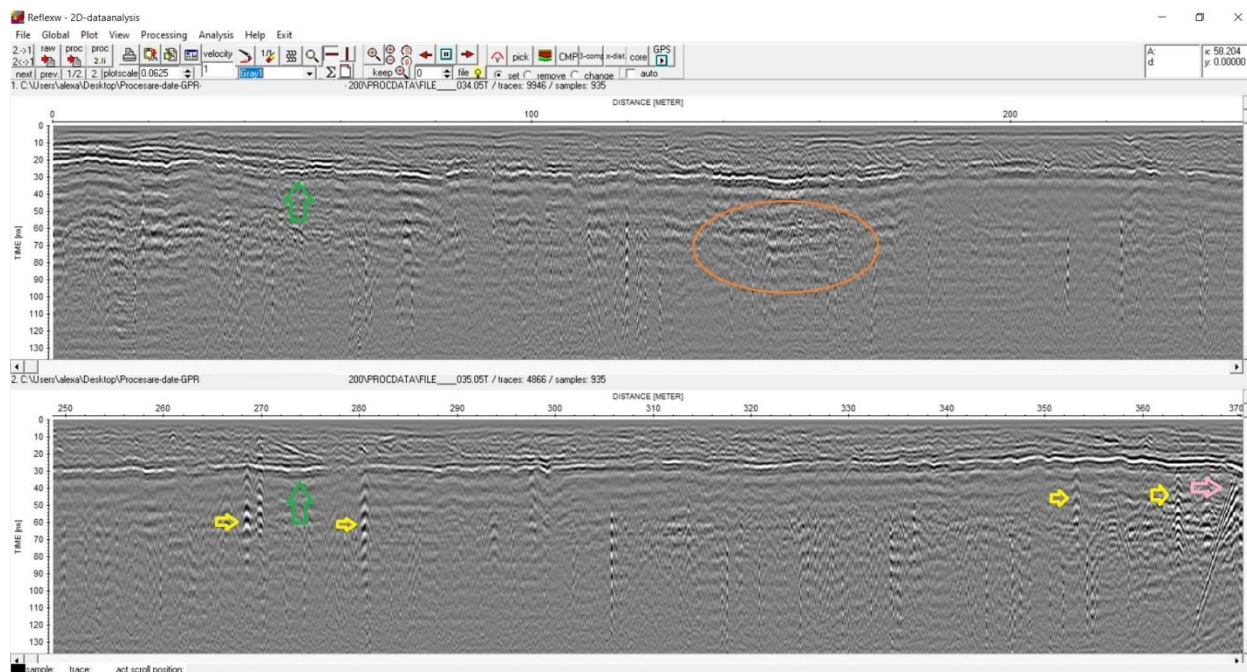 Reflexw - 2D-dataanalysis
File Global Plot View Processing Analysis Help Exit
2.->1 raw proc proc velocity pick CMP 3-comp x-dist. core GPS A: x: 58.204
2<->1 2.li 1/2 d: y: 0.00000
next prev. 1/2 2 plotscale 0.0625 1 Gray1 Σ keep 0 file set remove change auto
1. C:\Users\alexa\Desktop\Procesare-date-GPR- -200\PROCDATA\FILE____034.05T / traces: 9946 / samples: 935
DISTANCE [METER]
0 100 200
0
10
20
30
40
50
60
70
80
90
100
110
120
130
TIME [ns]
2. C:\Users\alexa\Desktop\Procesare-date-GPR 200\PROCDATA\FILE____035.05T / traces: 4866 / samples: 935
DISTANCE [METER]
250 260 270 280 290 300 310 320 330 340 350 360 370
0
10
20
30
40
50
60
70
80
90
100
110
120
130
TIME [ns]
sample: trace: act.scroll position: